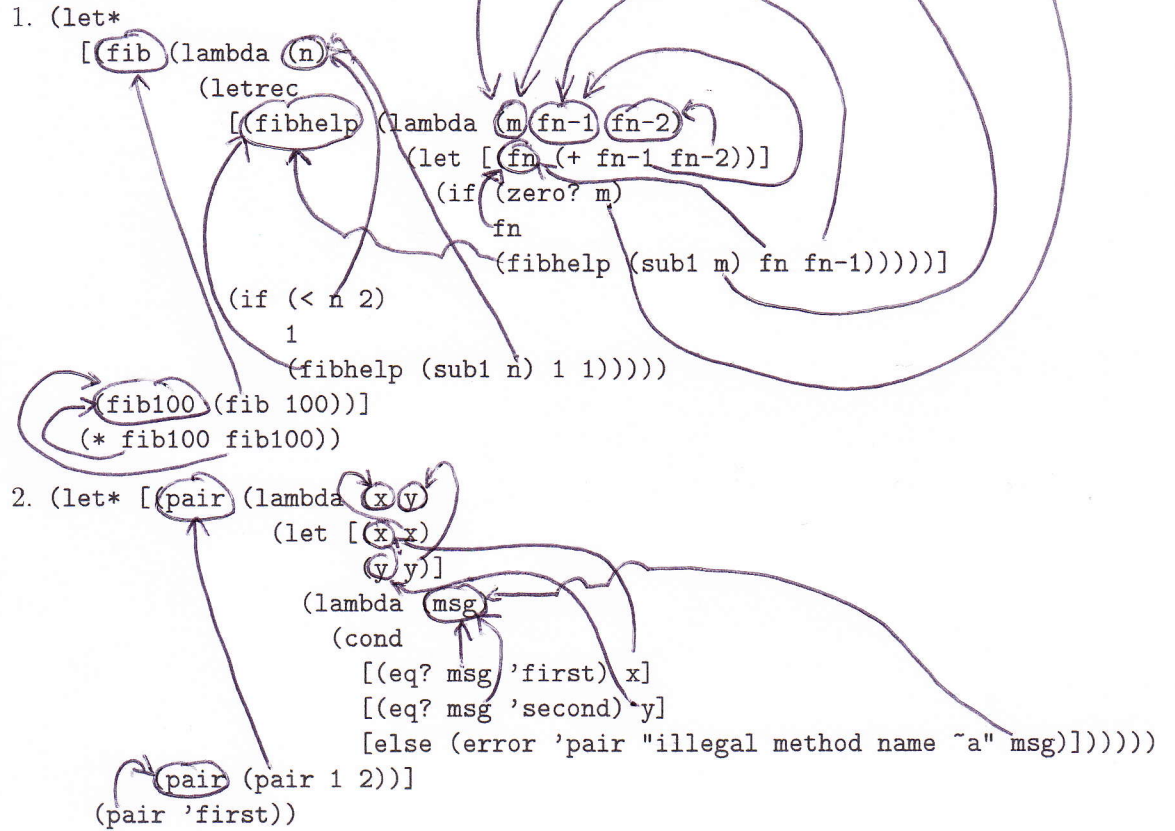 1. (let*
[(fib (lambda (n)
(letrec
[(fibhelp (lambda (m fn-1 fn-2)
(let [(fn (+ fn-1 fn-2))]
(if (zero? m)
fn
(fibhelp (sub1 m) fn fn-1)))))]
(if (< n 2)
1
(fibhelp (sub1 n) 1 1)))))
(fib100 (fib 100))]
(* fib100 fib100))
2. (let* [(pair (lambda (x y)
(let [(x x)
(y y)]
(lambda (msg)
(cond
[(eq? msg 'first) x]
[(eq? msg 'second) y]
[else (error 'pair "illegal method name ~a" msg)])))))
(pair (pair 1 2))]
(pair 'first))